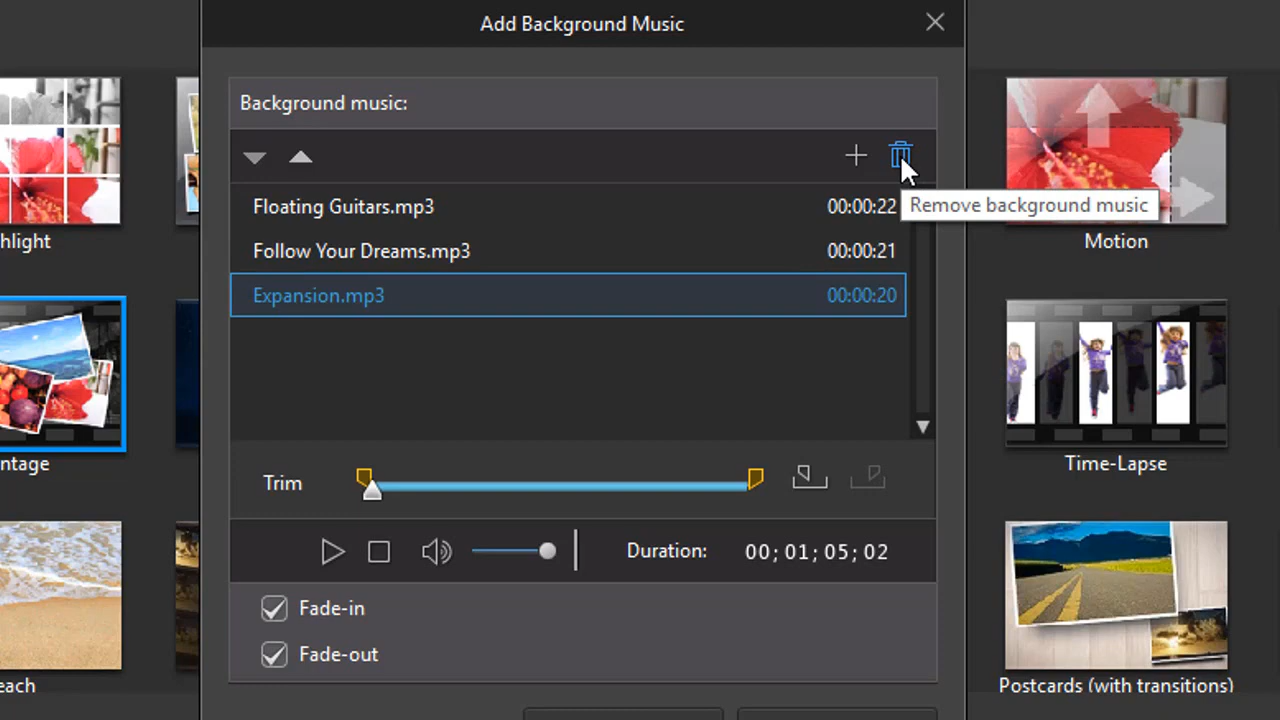 Add Background Music
Background music:
Floating Guitars.mp3 00:00:22
Remove background music
Follow Your Dreams.mp3 00:00:21
Expansion.mp3 00:00:20
Trim
Duration: 00; 01; 05; 02
Fade-in
Fade-out
hlight
Motion
ntage
Time-Lapse
each
Postcards (with transitions)